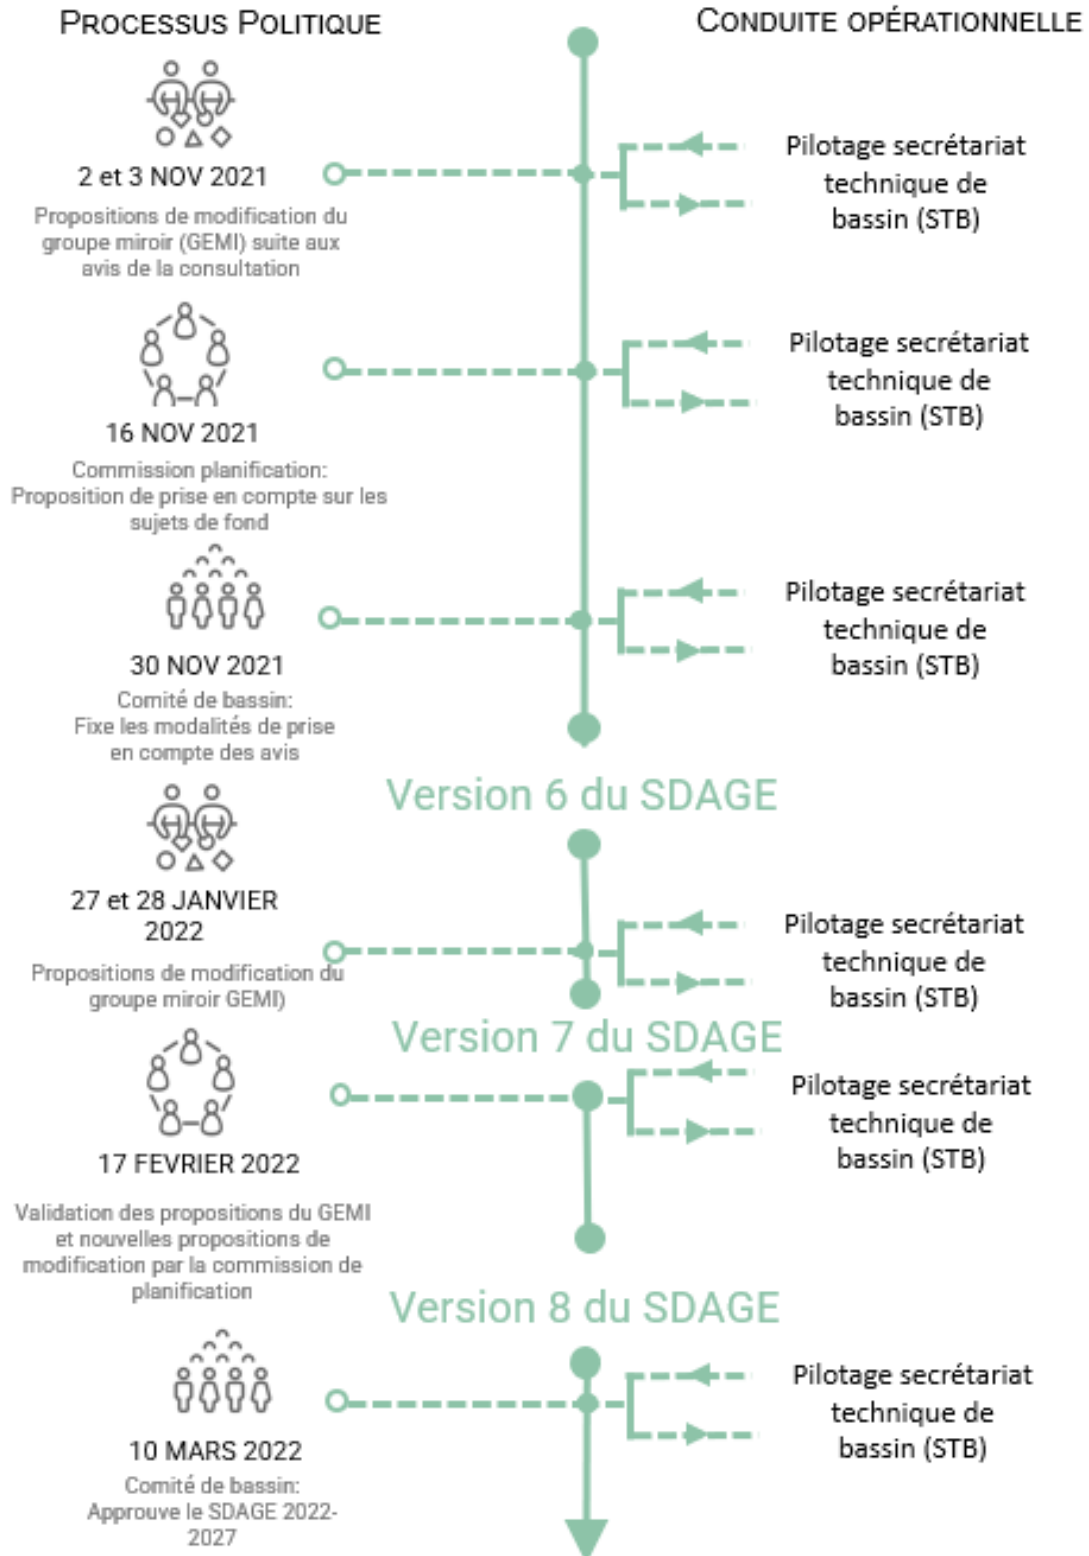 PROCESSUS POLITIQUE
CONDUITE OPÉRATIONNELLE
2 et 3 NOV 2021
Propositions de modification du
groupe miroir (GEMI) suite aux
avis de la consultation
Pilotage secrétariat
technique de
bassin (STB)
16 NOV 2021
Commission planification:
Proposition de prise en compte sur les
sujets de fond
Pilotage secrétariat
technique de
bassin (STB)
30 NOV 2021
Comité de bassin:
Fixe les modalités de prise
en compte des avis
Pilotage secrétariat
technique de
bassin (STB)
Version 6 du SDAGE
27 et 28 JANVIER
2022
Propositions de modification du
groupe miroir GEMI)
Pilotage secrétariat
technique de
bassin (STB)
Version 7 du SDAGE
17 FEVRIER 2022
Validation des propositions du GEMI
et nouvelles propositions de
modification par la commission de
planification
Pilotage secrétariat
technique de
bassin (STB)
Version 8 du SDAGE
10 MARS 2022
Comité de bassin:
Approuve le SDAGE 2022-
2027
Pilotage secrétariat
technique de
bassin (STB)